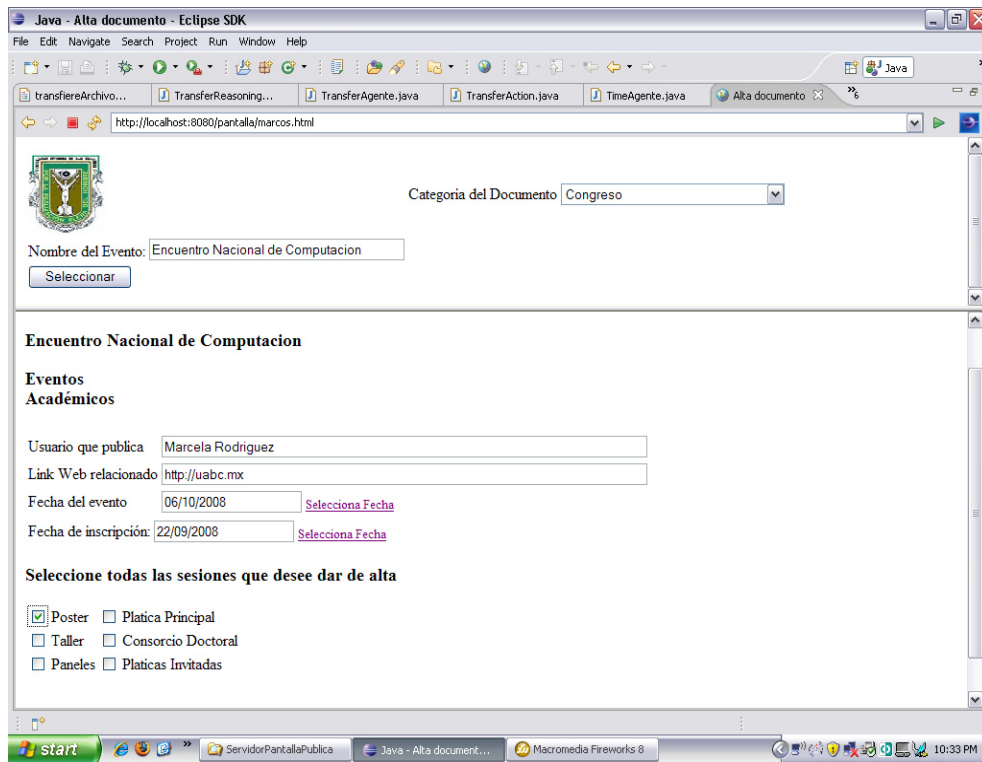 Java - Alta documento - Eclipse SDK
File Edit Navigate Search Project Run Window Help
Java
transfiereArchivo... TransferReasoning... TransferAgente.java TransferAction.java TimeAgente.java Alta documento 6
http://localhost:8080/pantalla/marcos.html
Categoria del Documento Congreso
Nombre del Evento: Encuentro Nacional de Computacion
Seleccionar
Encuentro Nacional de Computacion
Eventos
Académicos
Usuario que publica Marcela Rodriguez
Link Web relacionado http://uabc.mx
Fecha del evento 06/10/2008 Selecciona Fecha
Fecha de inscripción: 22/09/2008 Selecciona Fecha
Seleccione todas las sesiones que desee dar de alta
Poster Platica Principal
Taller Consorcio Doctoral
Paneles Platicas Invitadas
start ServidorPantallaPublica Java - Alta document... Macromedia Fireworks 8 10:33 PM